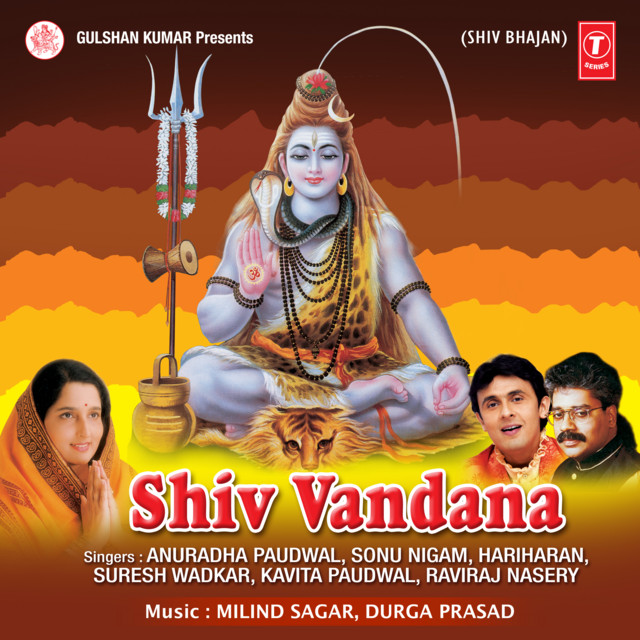 GULSHAN KUMAR Presents
(SHIV BHAJAN)
T
SERIES
ॐ
Shiv Vandana
Singers : ANURADHA PAUDWAL, SONU NIGAM, HARIHARAN,
SURESH WADKAR, KAVITA PAUDWAL, RAVIRAJ NASERY
Music : MILIND SAGAR, DURGA PRASAD